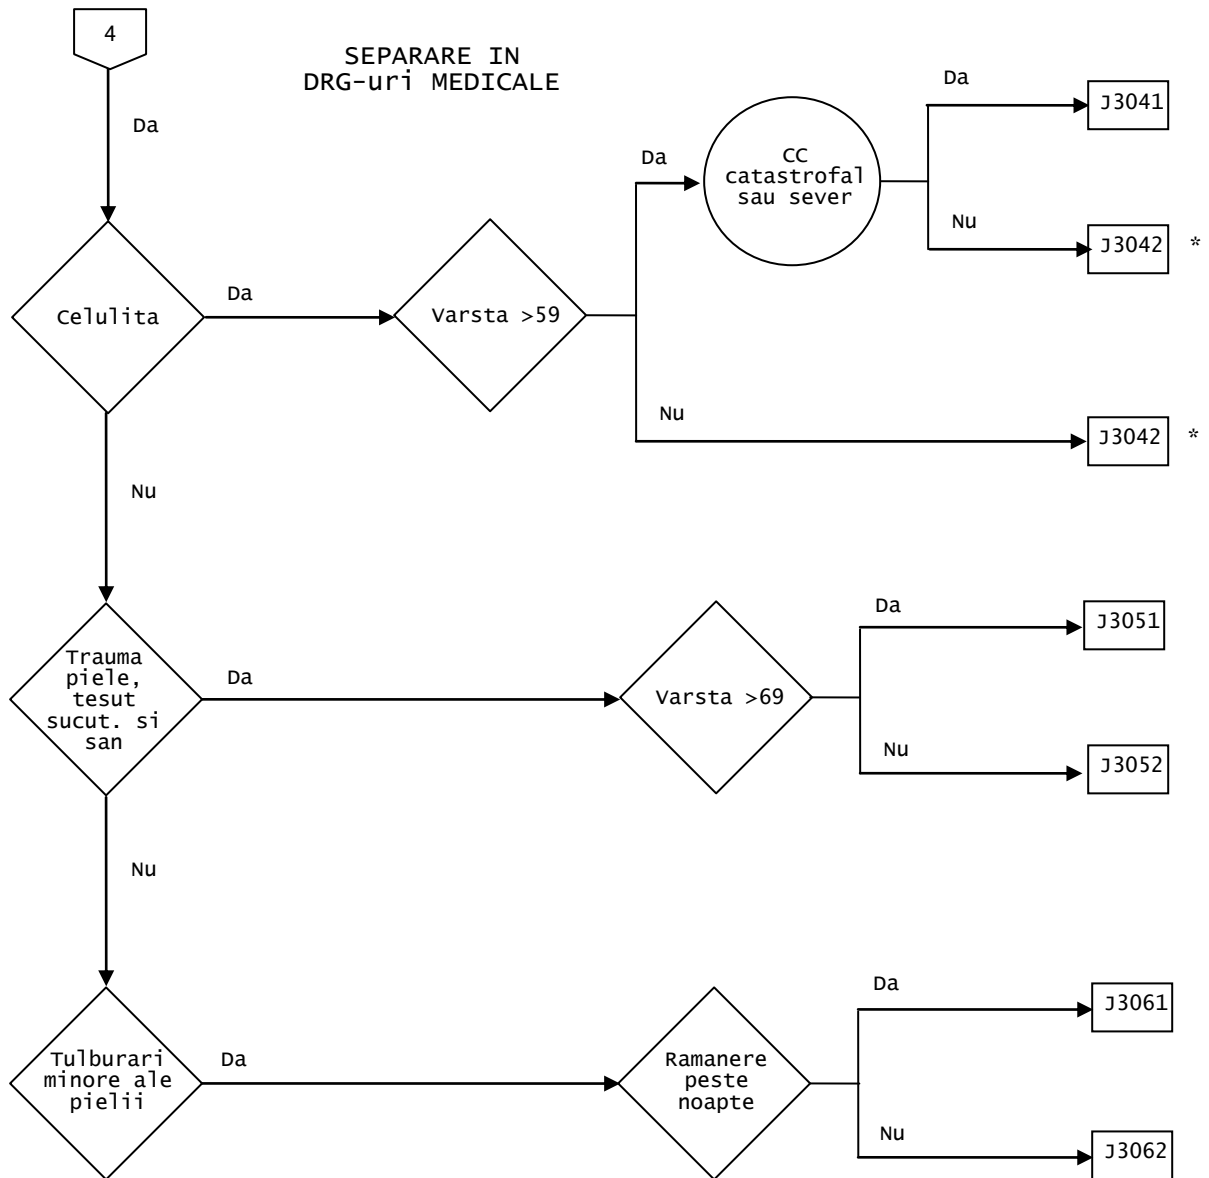 4
SEPARARE IN
DRG-uri MEDICALE
Da
Da
J3041
Da
CC
catastrofal
sau sever
Nu
J3042 *
Celulita
Da
Varsta >59
Nu
J3042 *
Nu
Trauma
piele,
tesut
sucut. si
san
Da
Varsta >69
Da
J3051
Nu
J3052
Nu
Tulburari
minore ale
pielii
Da
Ramanere
peste
noapte
Da
J3061
Nu
J3062